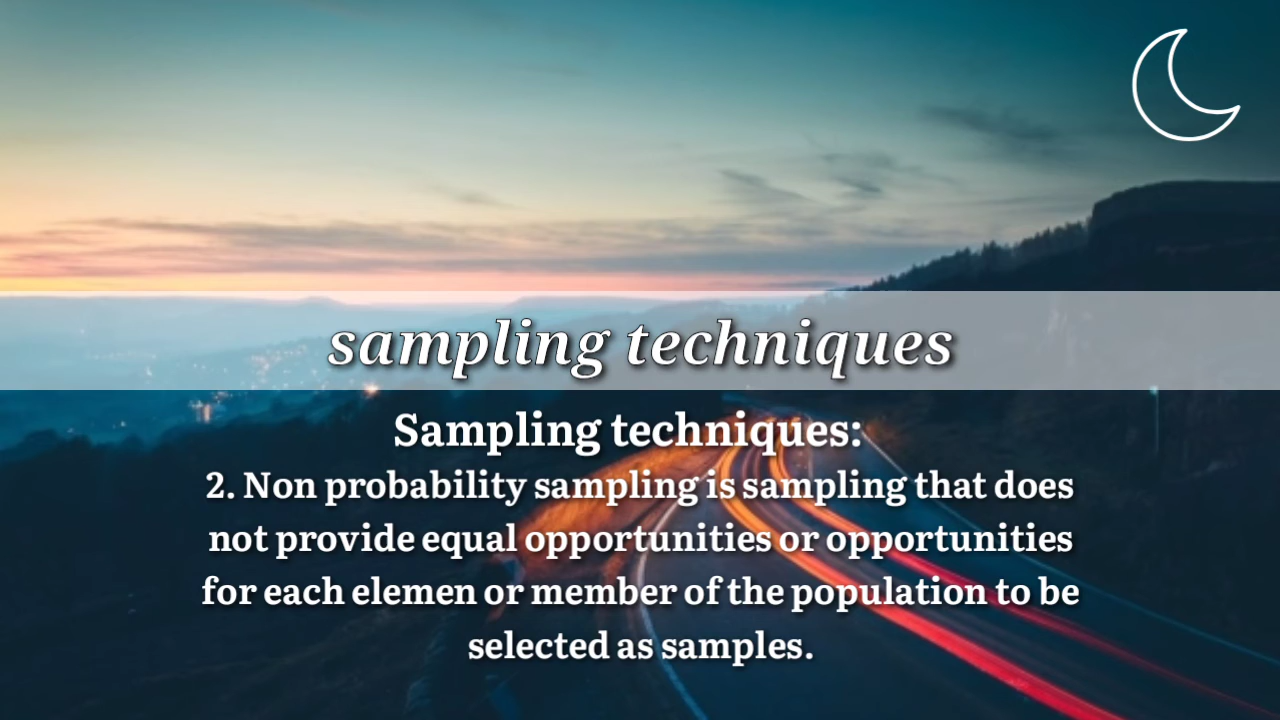 sampling techniques
Sampling techniques:
2. Non probability sampling is sampling that does
not provide equal opportunities or opportunities
for each elemen or member of the population to be
selected as samples.